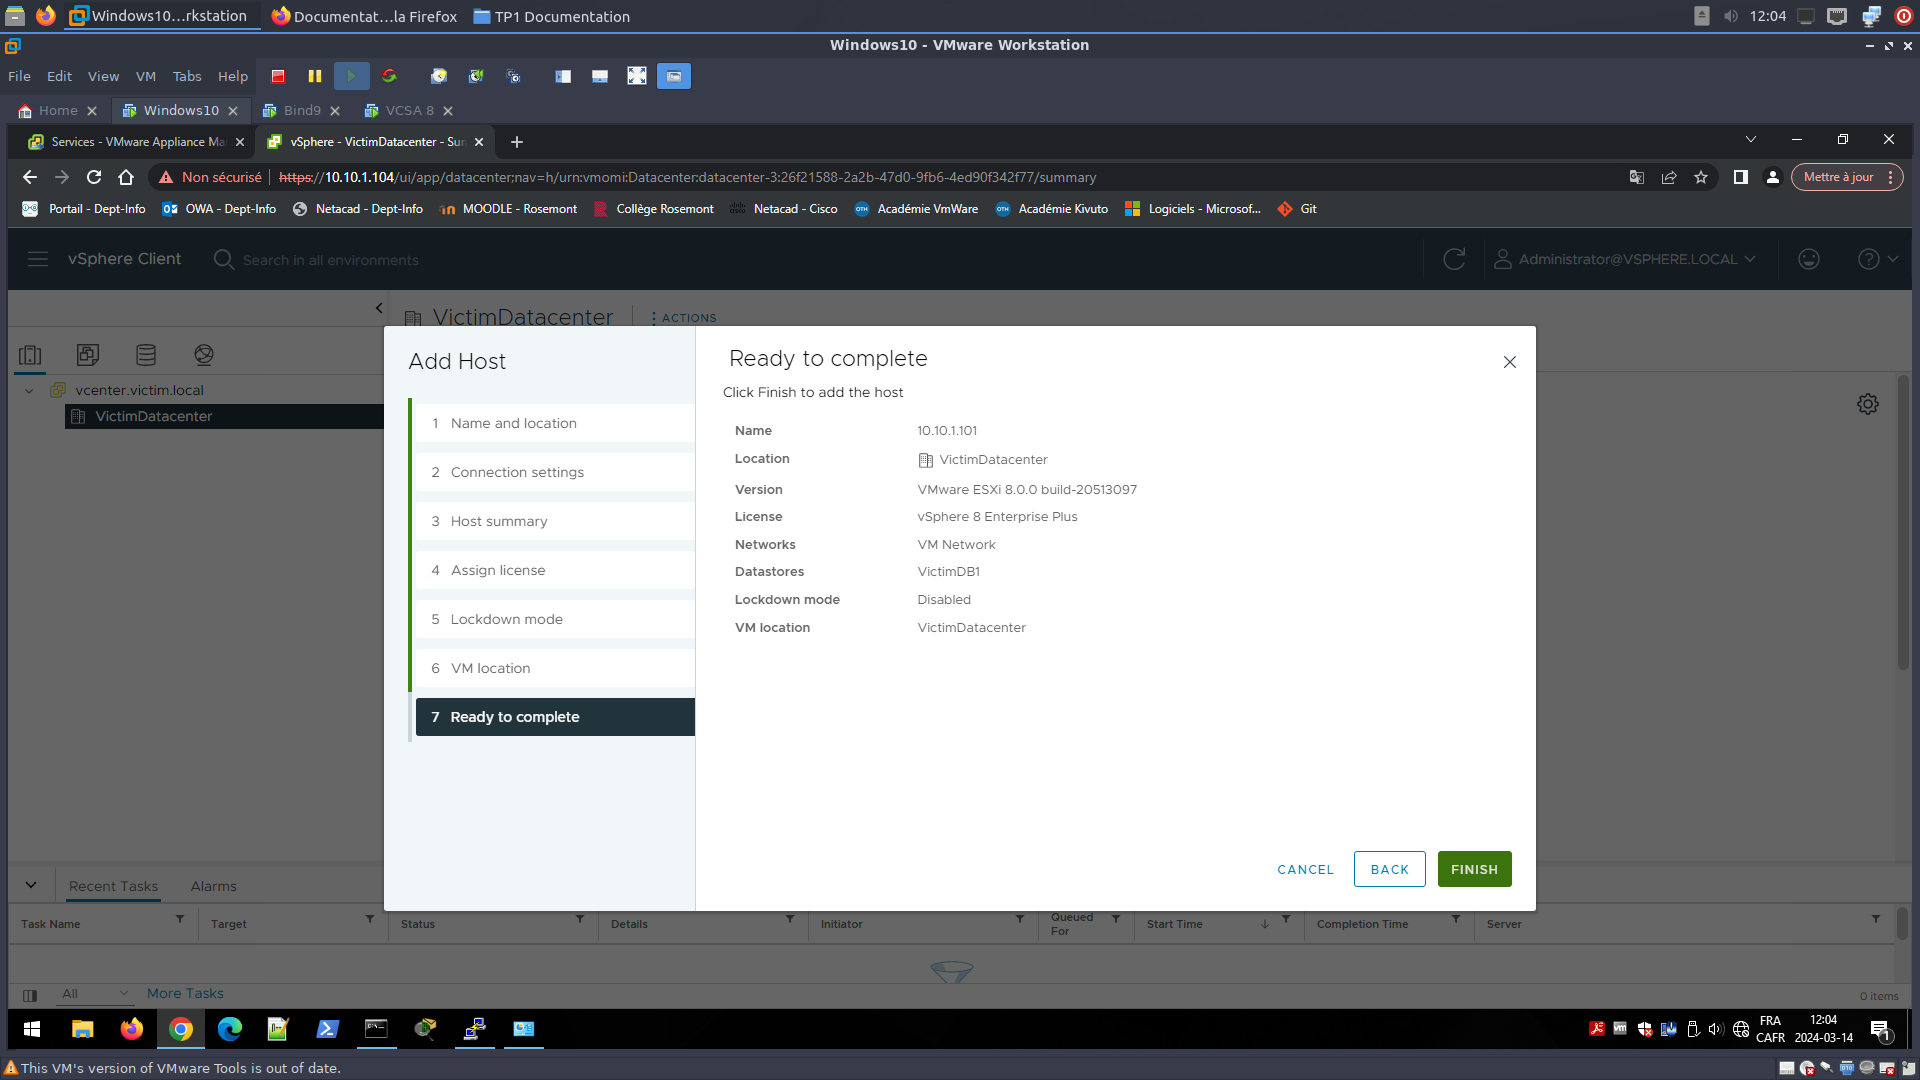 Windows10...rkstation
Documentat...la Firefox
TP1 Documentation
12:04
Windows10 - VMware Workstation
File Edit View VM Tabs Help
Home
Windows10
Bind9
VCSA 8
Services - VMware Appliance Ma
vSphere - VictimDatacenter - Sum
Non sécurisé
https://10.10.1.104/ui/app/datacenter;nav=h/urn:vmomi:Datacenter:datacenter-3:26f21588-2a2b-47d0-9fb6-4ed90f342f77/summary
Mettre à jour
Portail - Dept-Info
OWA - Dept-Info
Netacad - Dept-Info
MOODLE - Rosemont
Collège Rosemont
Netacad - Cisco
Académie VmWare
Académie Kivuto
Logiciels - Microsof...
Git
vSphere Client
Search in all environments
Administrator@VSPHERE.LOCAL
VictimDatacenter
ACTIONS
vcenter.victim.local
VictimDatacenter
Add Host
1 Name and location
2 Connection settings
3 Host summary
4 Assign license
5 Lockdown mode
6 VM location
7 Ready to complete
Ready to complete
Click Finish to add the host
Name 10.10.1.101
Location VictimDatacenter
Version VMware ESXi 8.0.0 build-20513097
License vSphere 8 Enterprise Plus
Networks VM Network
Datastores VictimDB1
Lockdown mode Disabled
VM location VictimDatacenter
CANCEL
BACK
FINISH
Recent Tasks
Alarms
Task Name
Target
Status
Details
Initiator
Queued For
Start Time
Completion Time
Server
All
More Tasks
0 items
FRA
CAFR
12:04
2024-03-14
1
This VM's version of VMware Tools is out of date.